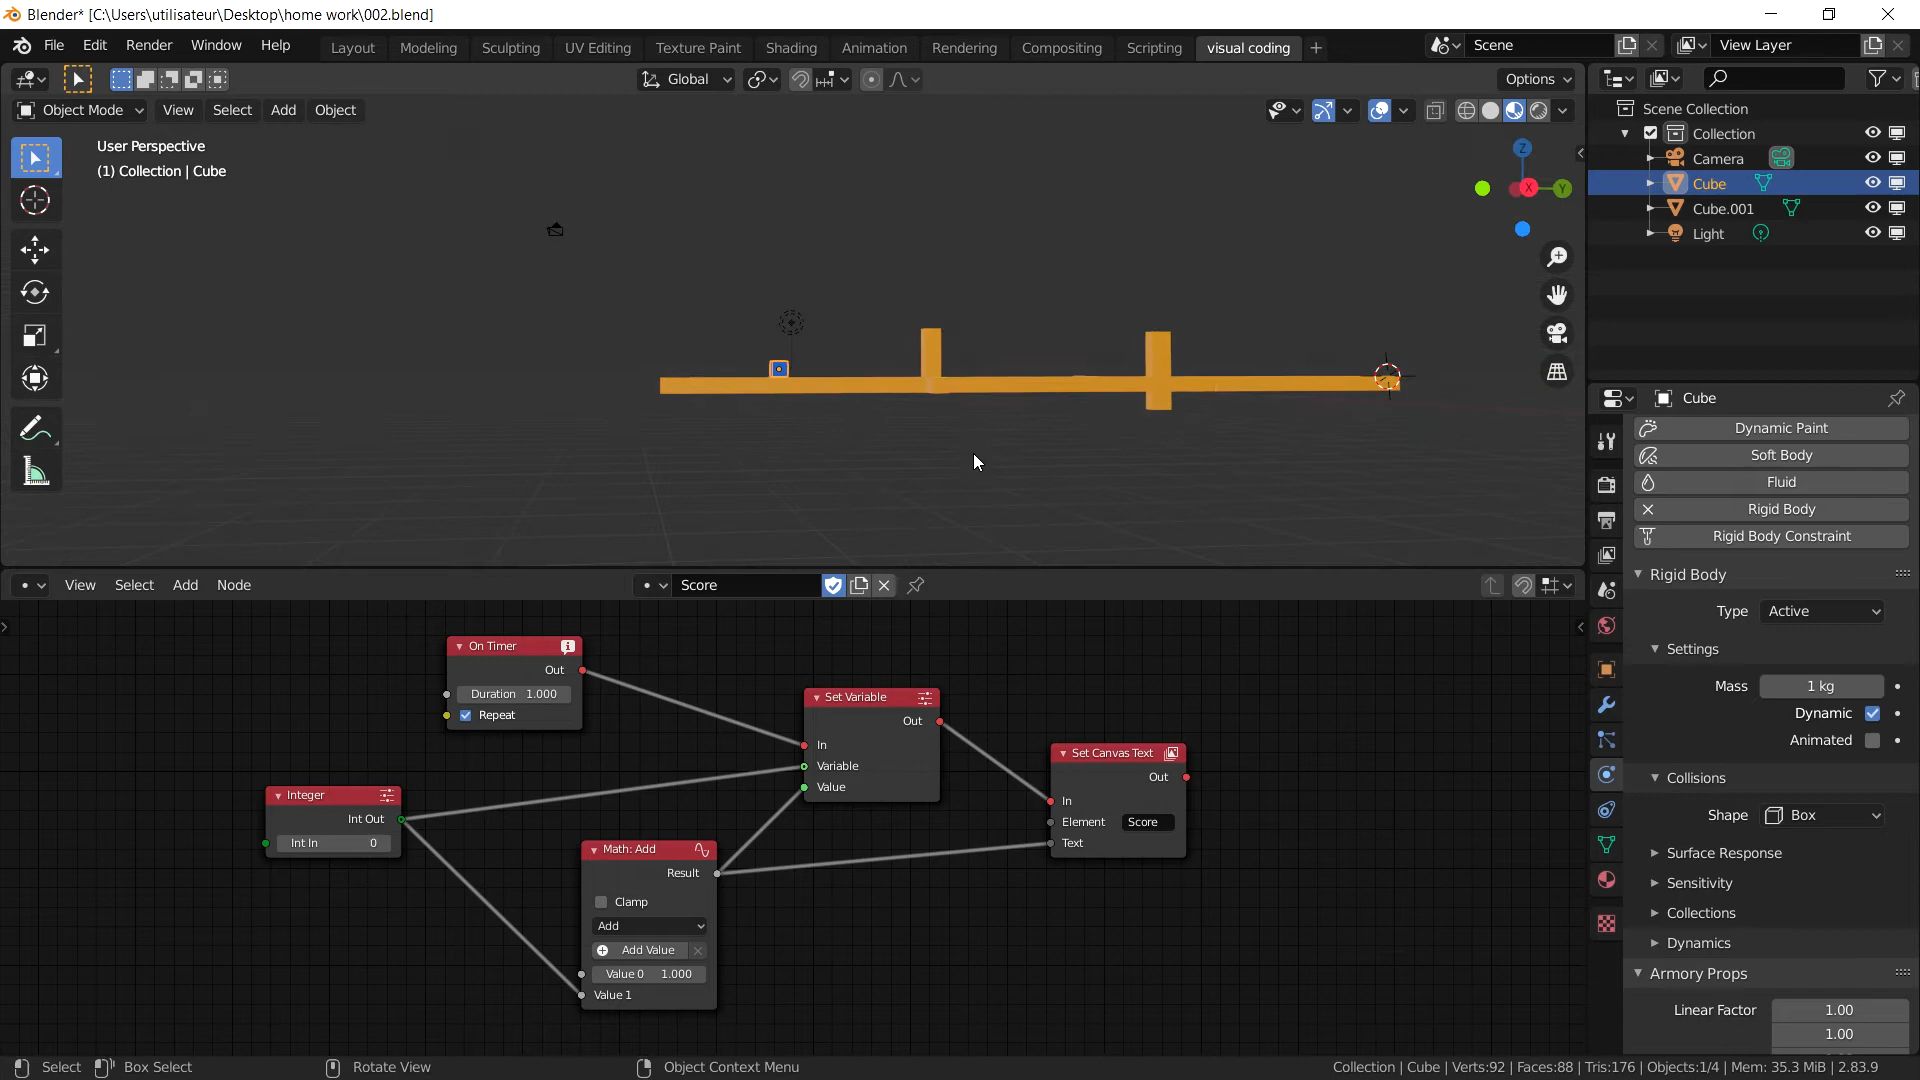 Blender* [C:\Users\utilisateur\Desktop\home work\002.blend]
File Edit Render Window Help Layout Modeling Sculpting UV Editing Texture Paint Shading Animation Rendering Compositing Scripting visual coding Scene View Layer
Global Options
Object Mode View Select Add Object
User Perspective
(1) Collection | Cube
Z
X
Y
Scene Collection
Collection
Camera
Cube
Cube.001
Light
Cube
Dynamic Paint
Soft Body
Fluid
Rigid Body
Rigid Body Constraint
Rigid Body
Type Active
Settings
Mass 1 kg
Dynamic
Animated
Collisions
Shape Box
Surface Response
Sensitivity
Collections
Dynamics
Armory Props
Linear Factor 1.00
1.00
View Select Add Node Score
On Timer
Out
Duration 1.000
Repeat
Integer
Int Out
Int In 0
Math: Add
Result
Clamp
Add
Add Value
Value 0 1.000
Value 1
Set Variable
Out
In
Variable
Value
Set Canvas Text
Out
In
Element Score
Text
Select Box Select Rotate View Object Context Menu Collection | Cube | Verts:92 | Faces:88 | Tris:176 | Objects:1/4 | Mem: 35.3 MiB | 2.83.9